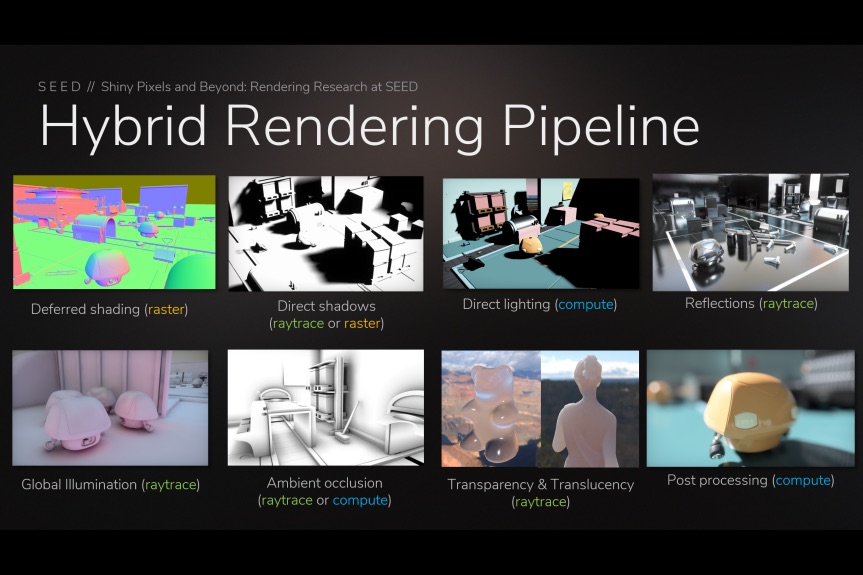 SEED // Shiny Pixels and Beyond: Rendering Research at SEED
Hybrid Rendering Pipeline
Deferred shading (raster)
Direct shadows
(raytrace or raster)
Direct lighting (compute)
Reflections (raytrace)
Global Illumination (raytrace)
Ambient occlusion
(raytrace or compute)
Transparency & Translucency
(raytrace)
Post processing (compute)